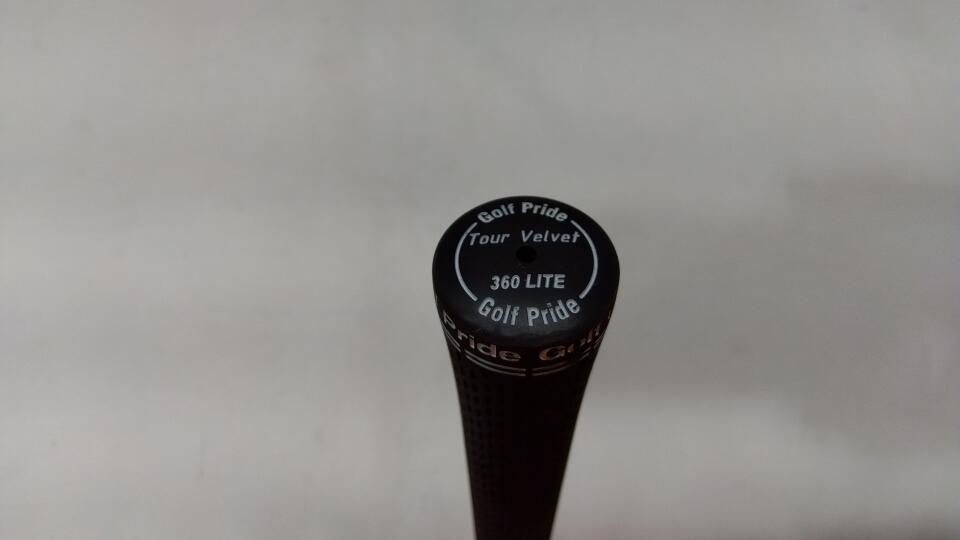 Golf Pride
Tour Velvet
360 LITE
Golf Pride
Pride Golf